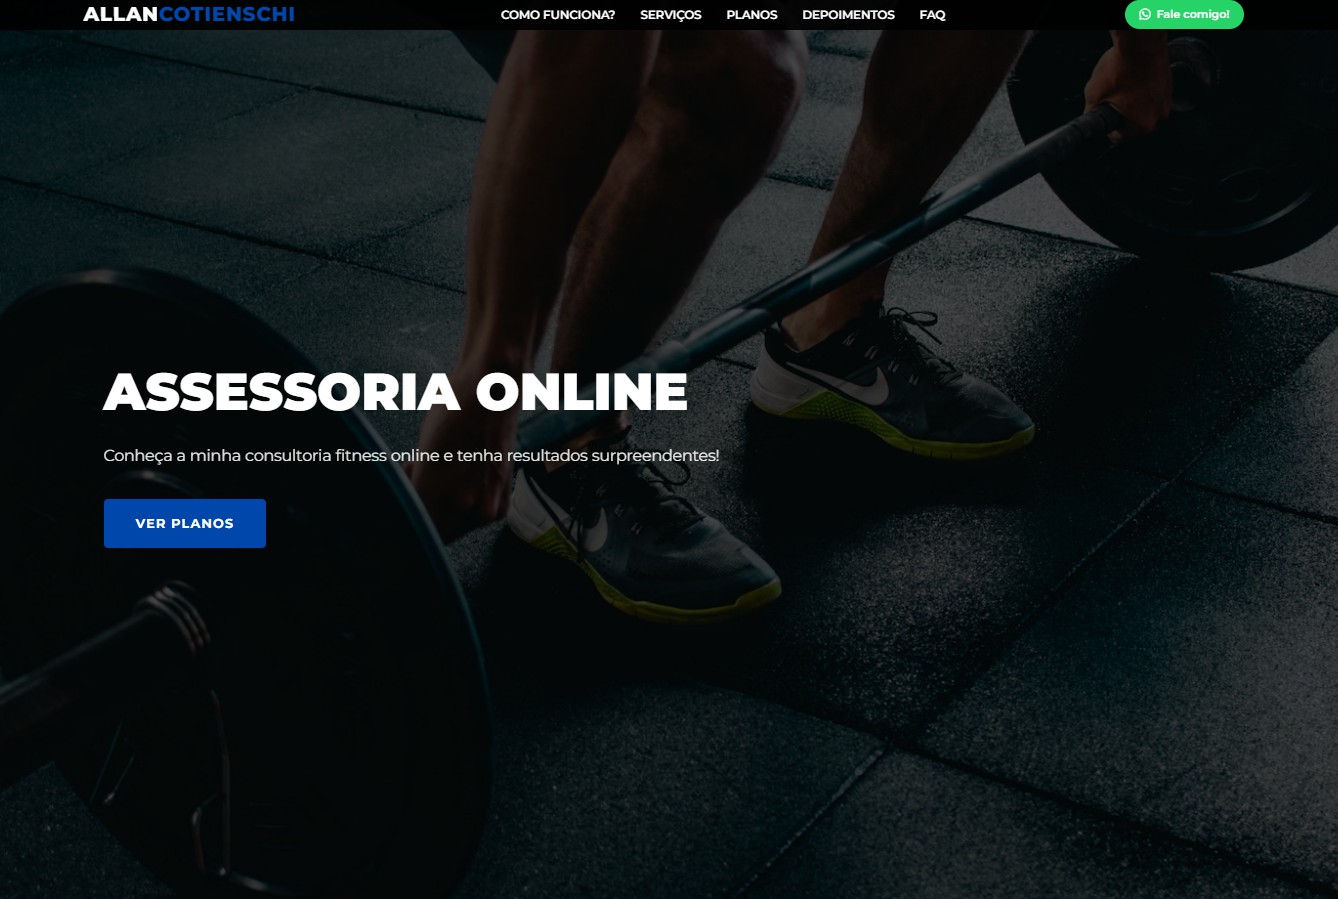 ALLANCOTIENSCHI
COMO FUNCIONA? SERVIÇOS PLANOS DEPOIMENTOS FAQ
Fale comigo!
ASSESSORIA ONLINE
Conheça a minha consultoria fitness online e tenha resultados surpreendentes!
VER PLANOS